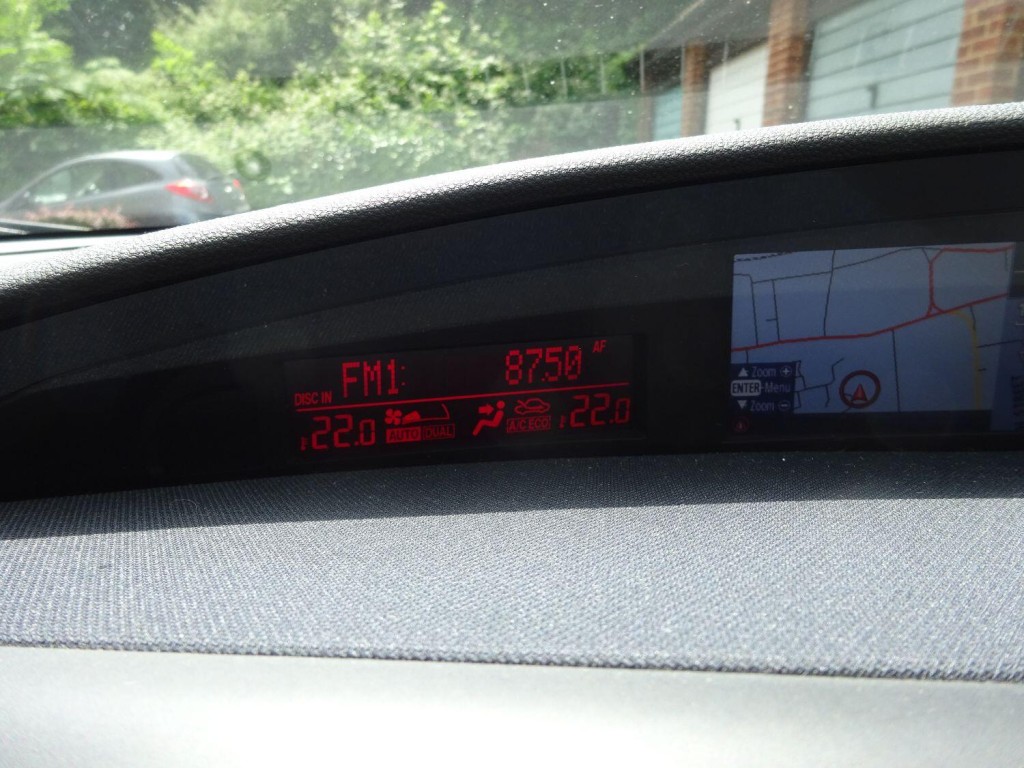 FM1: 87.50 AF
DISC IN
22.0 AUTO DUAL A/C ECO 22.0
Zoom
ENTER-Menu
Zoom